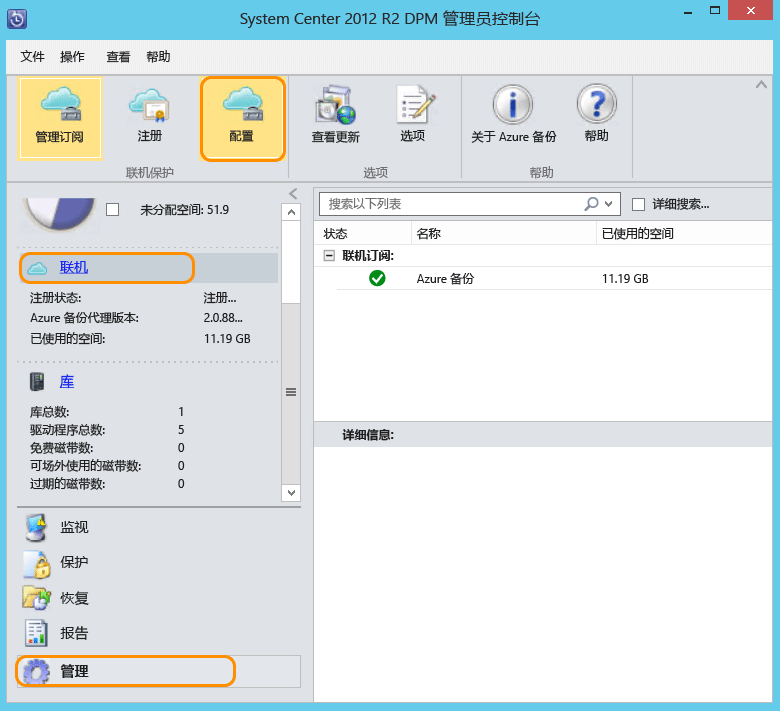 System Center 2012 R2 DPM 管理员控制台
文件 操作 查看 帮助
管理订阅 注册 配置 查看更新 选项 关于 Azure 备份 帮助
联机保护 选项 帮助
未分配空间: 51.9
联机
注册状态: 注册...
Azure 备份代理版本: 2.0.88...
已使用的空间: 11.19 GB
库
库总数: 1
驱动程序总数: 5
免费磁带数: 0
可场外使用的磁带数: 0
过期的磁带数: 0
监视
保护
恢复
报告
管理
搜索以下列表 详细搜索...
状态 名称 已使用的空间
联机订阅:
Azure 备份 11.19 GB
详细信息: